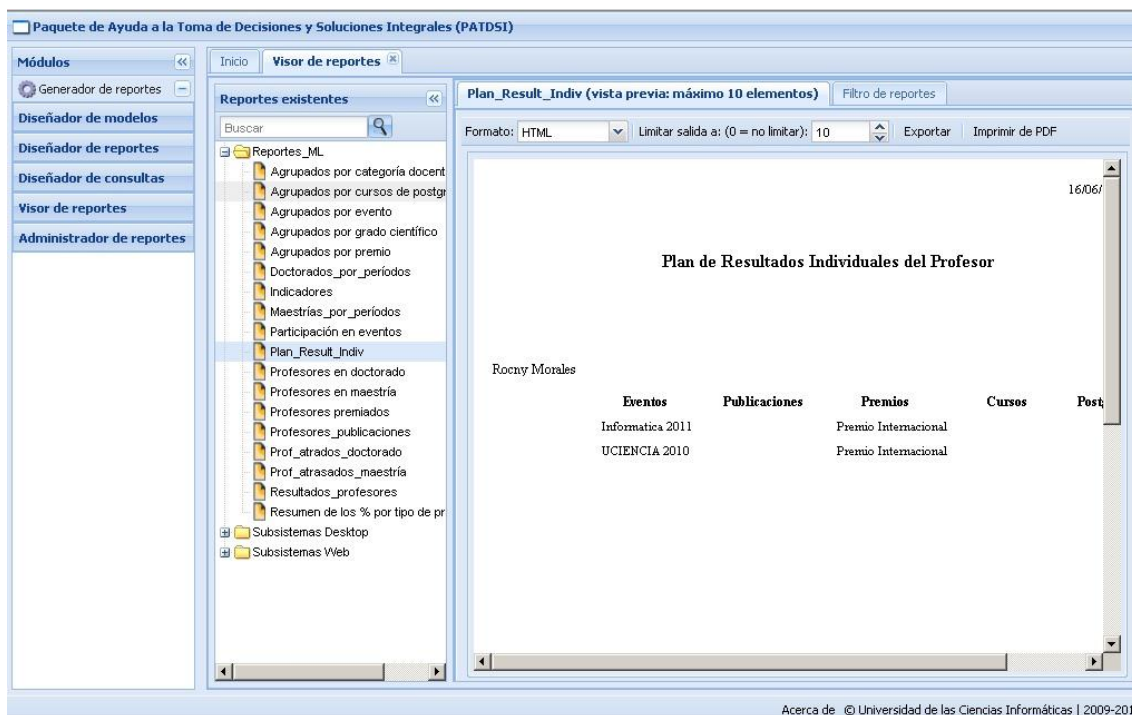 Paquete de Ayuda a la Toma de Decisiones y Soluciones Integrales (PATDSI)
Módulos
Generador de reportes
Diseñador de modelos
Diseñador de reportes
Diseñador de consultas
Visor de reportes
Administrador de reportes
Inicio Visor de reportes
Reportes existentes
Buscar
Reportes_ML
Agrupados por categoría docent
Agrupados por cursos de postgr
Agrupados por evento
Agrupados por grado científico
Agrupados por premio
Doctorados_por_períodos
Indicadores
Maestrías_por_períodos
Participación en eventos
Plan_Result_Indiv
Profesores en doctorado
Profesores en maestría
Profesores premiados
Profesores_publicaciones
Prof_atrados_doctorado
Prof_atrasados_maestría
Resultados_profesores
Resumen de los % por tipo de pr
Subsistemas Desktop
Subsistemas Web
Plan_Result_Indiv (vista previa: máximo 10 elementos) Filtro de reportes
Formato: HTML Limitar salida a: (0 = no limitar): 10 Exportar Imprimir de PDF
16/06/
Plan de Resultados Individuales del Profesor
Rocny Morales
Eventos Publicaciones Premios Cursos Post
Informatica 2011 Premio Internacional
UCIENCIA 2010 Premio Internacional
Acerca de © Universidad de las Ciencias Informáticas | 2009-201